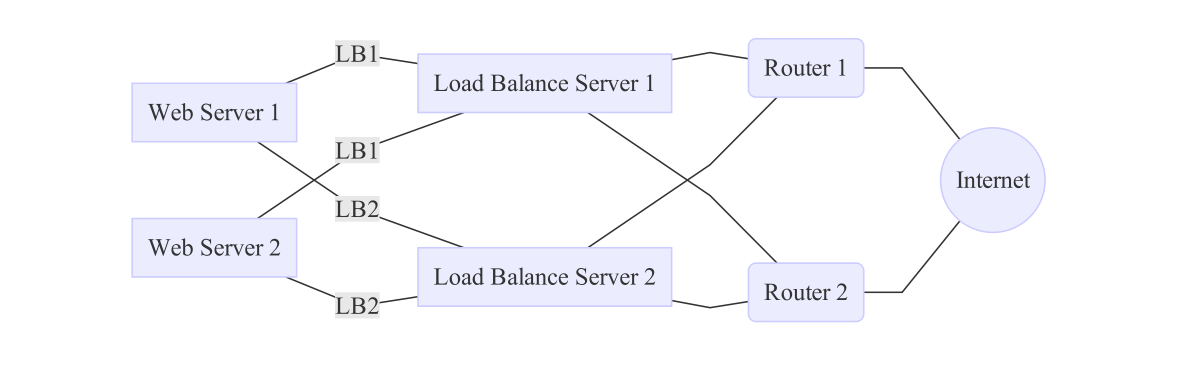 LB1
Load Balance Server 1
Router 1
Web Server 1
LB1
Internet
LB2
Web Server 2
Load Balance Server 2
Router 2
LB2